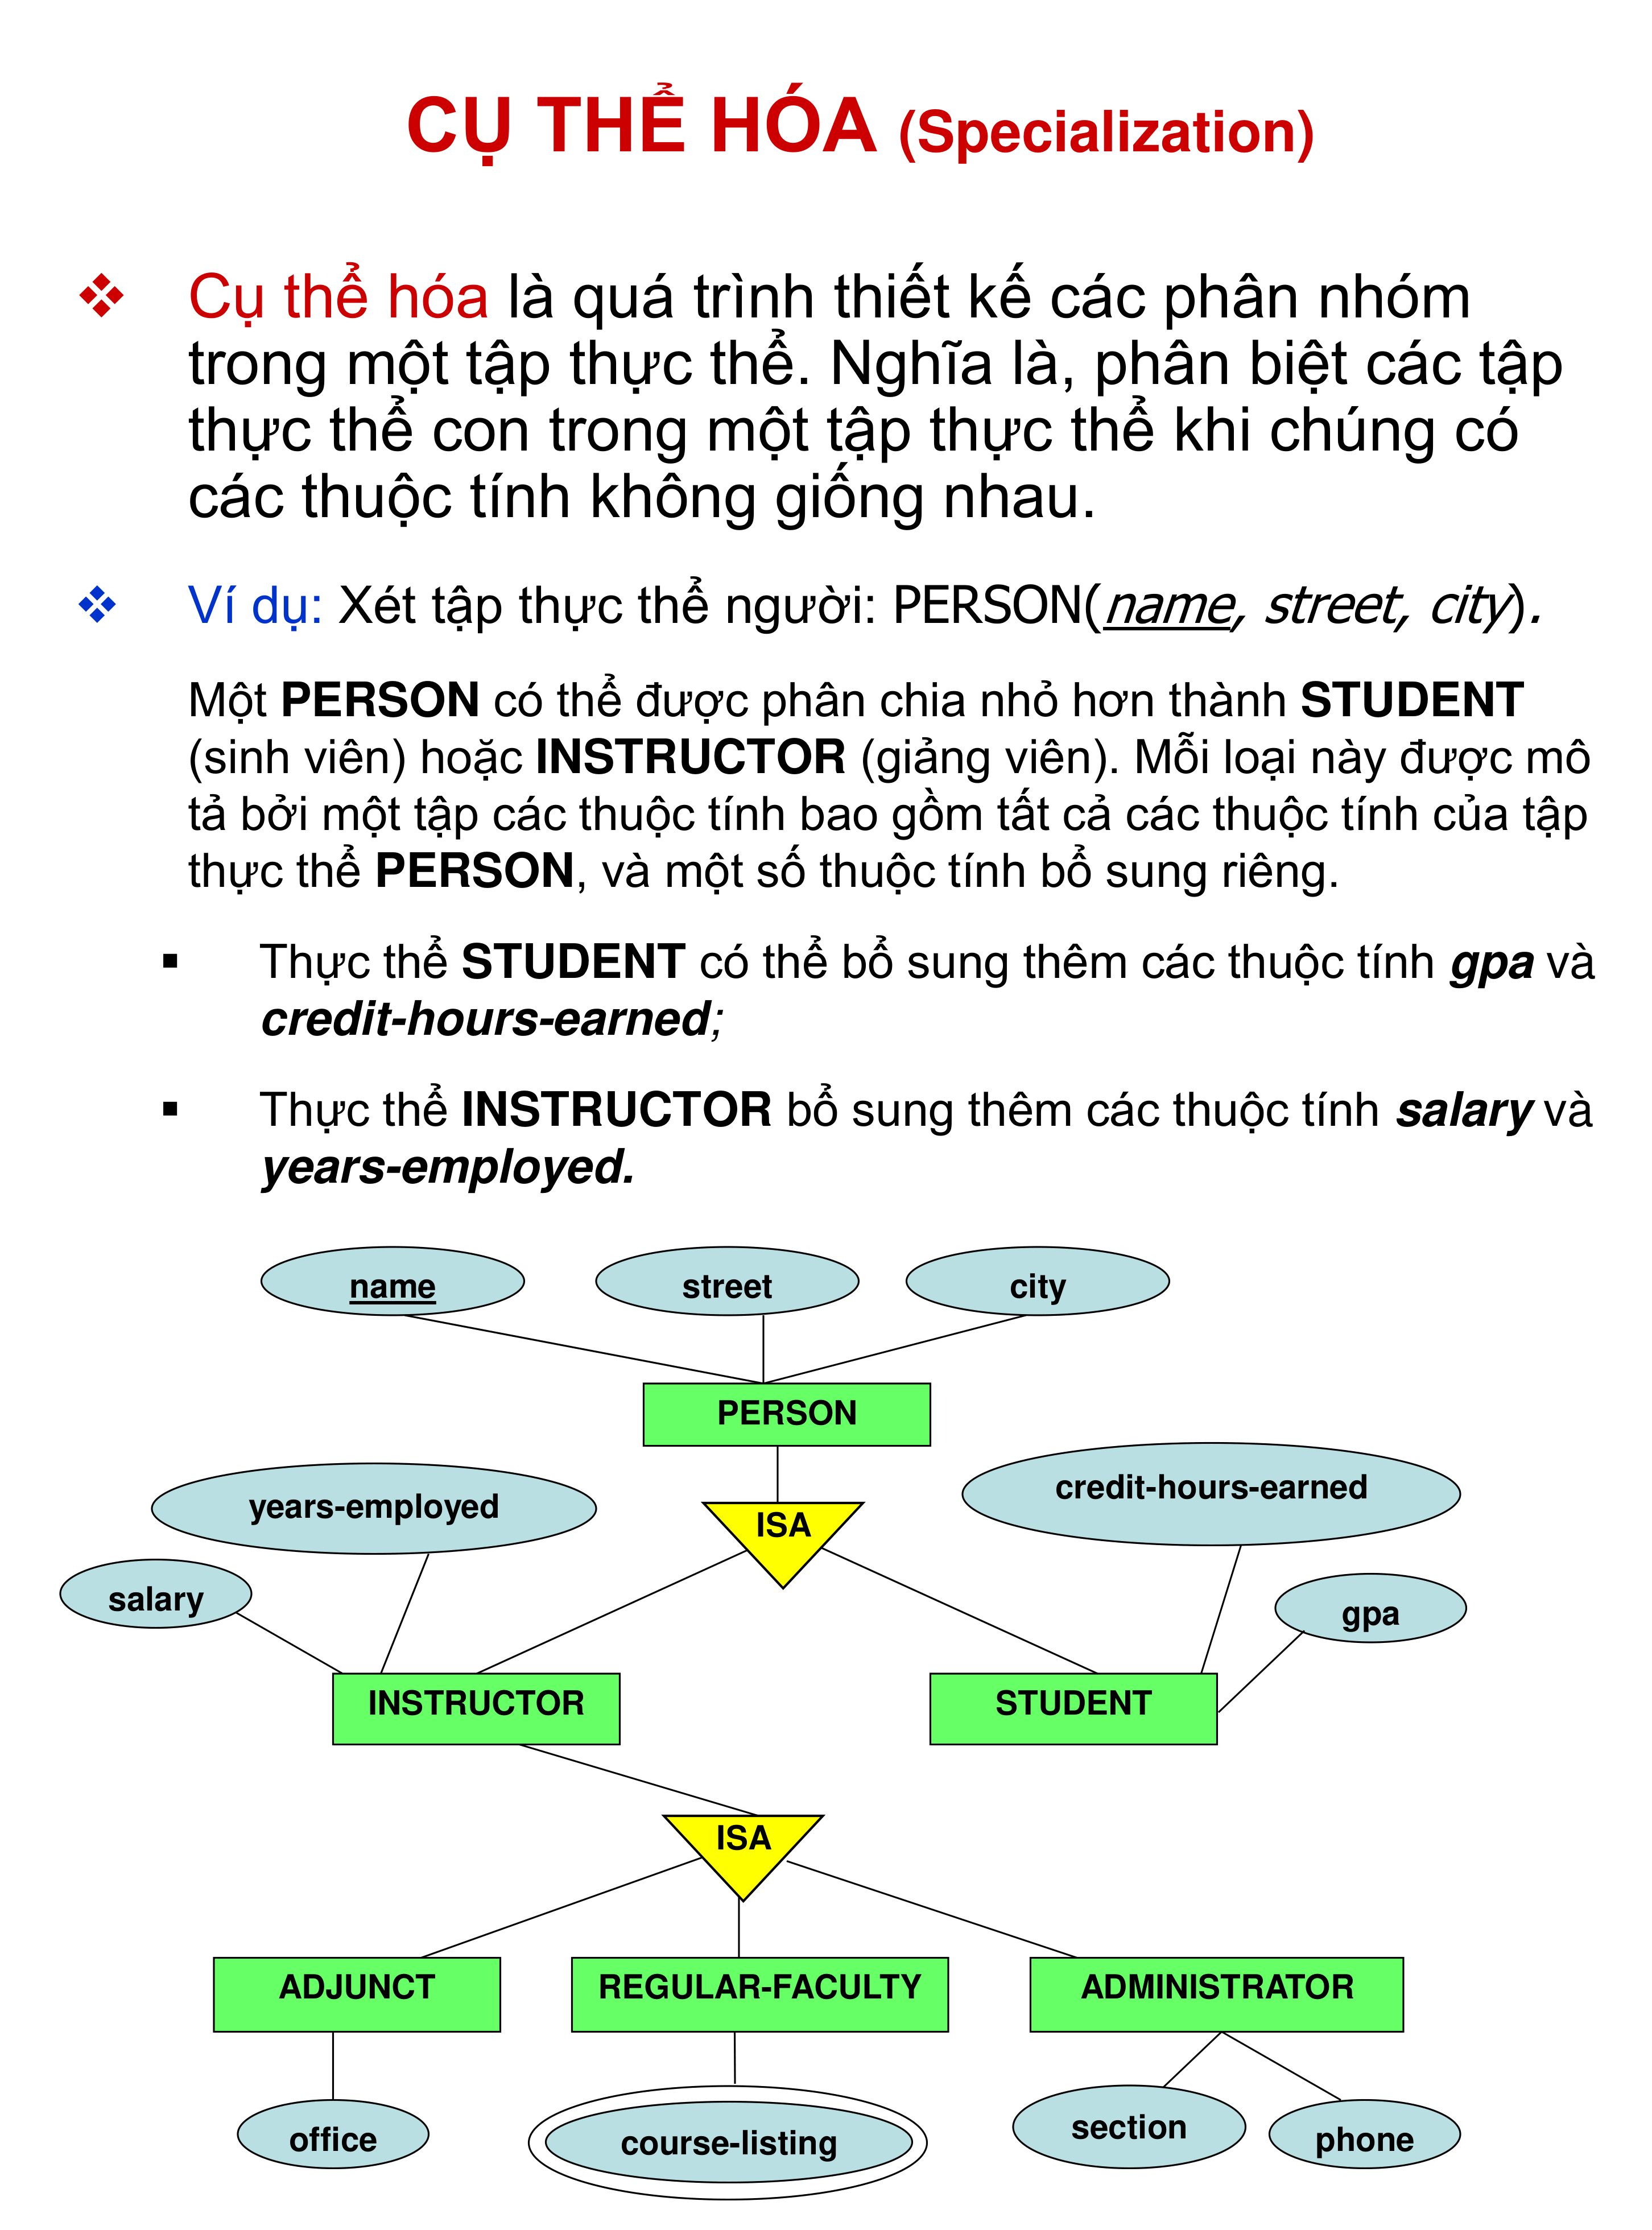 CỤ THỂ HÓA (Specialization)
❖ Cụ thể hóa là quá trình thiết kế các phân nhóm
trong một tập thực thể. Nghĩa là, phân biệt các tập
thực thể con trong một tập thực thể khi chúng có
các thuộc tính không giống nhau.
❖ Ví dụ: Xét tập thực thể người: PERSON(name, street, city).
Một PERSON có thể được phân chia nhỏ hơn thành STUDENT
(sinh viên) hoặc INSTRUCTOR (giảng viên). Mỗi loại này được mô
tả bởi một tập các thuộc tính bao gồm tất cả các thuộc tính của tập
thực thể PERSON, và một số thuộc tính bổ sung riêng.
▪ Thực thể STUDENT có thể bổ sung thêm các thuộc tính gpa và
credit-hours-earned;
▪ Thực thể INSTRUCTOR bổ sung thêm các thuộc tính salary và
years-employed.
name street city
PERSON
credit-hours-earned
years-employed
ISA
salary
gpa
INSTRUCTOR STUDENT
ISA
ADJUNCT REGULAR-FACULTY ADMINISTRATOR
office course-listing section phone